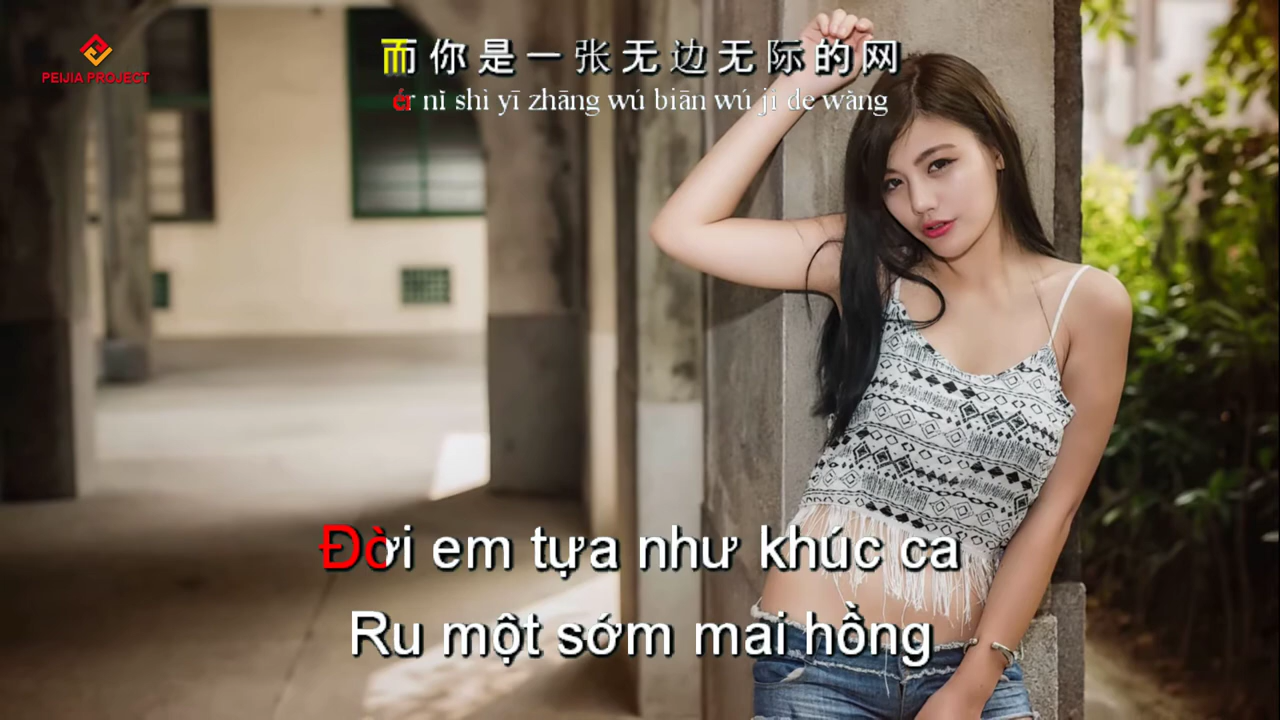 PEIJIA PROJECT
而你是一张无边无际的网
ér nǐ shì yī zhāng wú biān wú jì de wǎng
Đời em tựa như khúc ca
Ru một sớm mai hồng